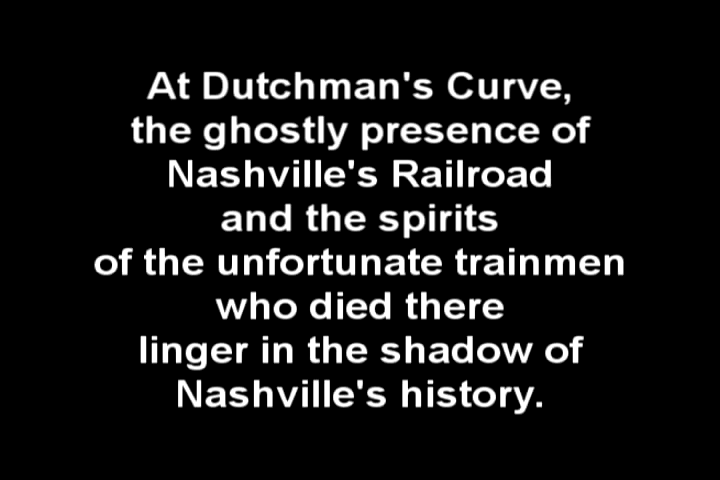 At Dutchman's Curve,
the ghostly presence of
Nashville's Railroad
and the spirits
of the unfortunate trainmen
who died there
linger in the shadow of
Nashville's history.